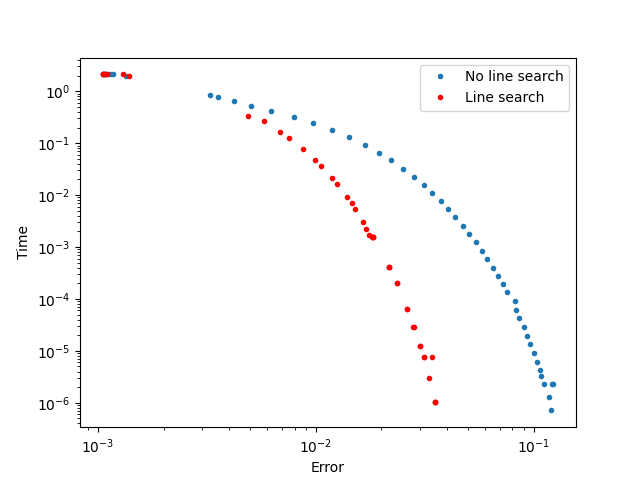 No line search
Line search
10⁰
10⁻¹
10⁻²
10⁻³
10⁻⁴
10⁻⁵
10⁻⁶
Time
10⁻³
10⁻²
10⁻¹
Error